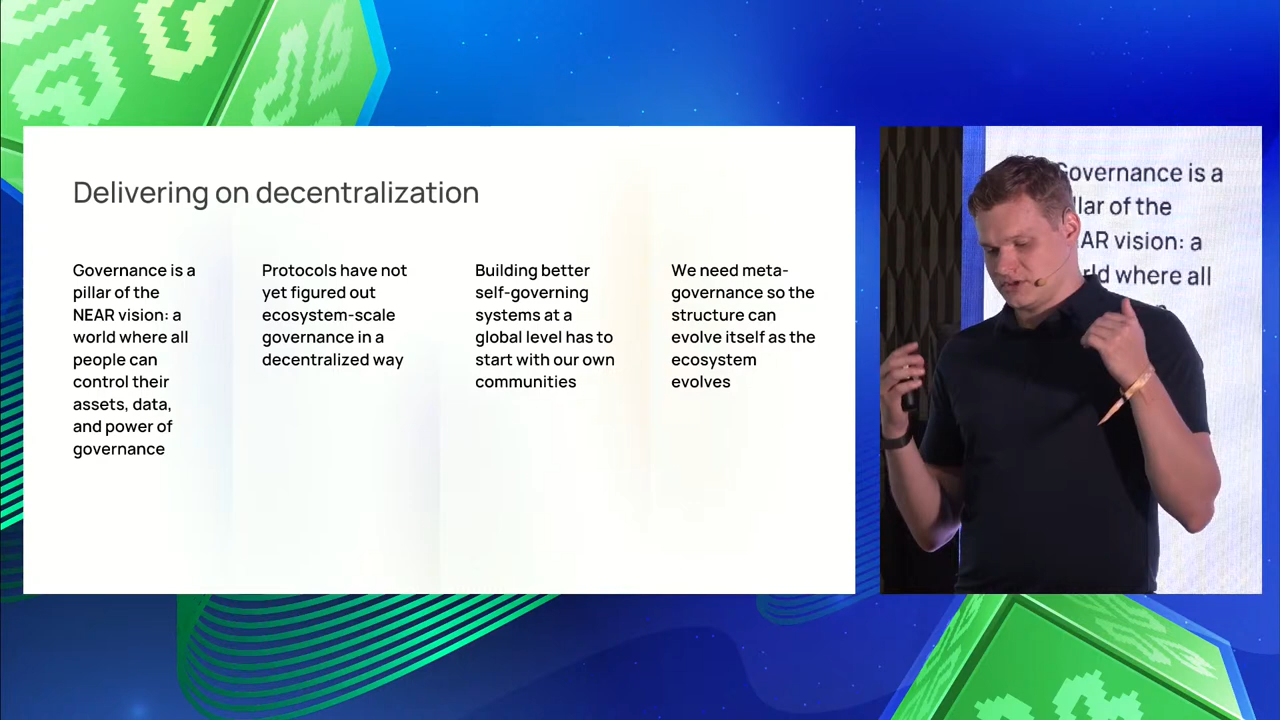 Delivering on decentralization
Governance is a
pillar of the
NEAR vision: a
world where all
people can
control their
assets, data,
and power of
governance
Protocols have not
yet figured out
ecosystem-scale
governance in a
decentralized way
Building better
self-governing
systems at a
global level has to
start with our own
communities
We need meta-
governance so the
structure can
evolve itself as the
ecosystem
evolves
Governance is a
llar of the
AR vision: a
rld where all